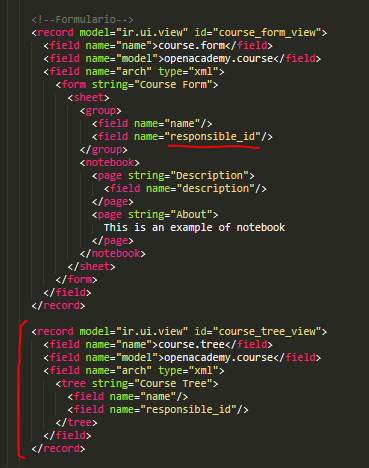 <!--Formulario-->
<record model="ir.ui.view" id="course_form_view">
<field name="name">course.form</field>
<field name="model">openacademy.course</field>
<field name="arch" type="xml">
<form string="Course Form">
<sheet>
<group>
<field name="name"/>
<field name="responsible_id"/>
</group>
<notebook>
<page string="Description">
<field name="description"/>
</page>
<page string="About">
This is an example of notebook
</page>
</notebook>
</sheet>
</form>
</field>
</record>
<record model="ir.ui.view" id="course_tree_view">
<field name="name">course.tree</field>
<field name="model">openacademy.course</field>
<field name="arch" type="xml">
<tree string="Course Tree">
<field name="name"/>
<field name="responsible_id"/>
</tree>
</field>
</record>